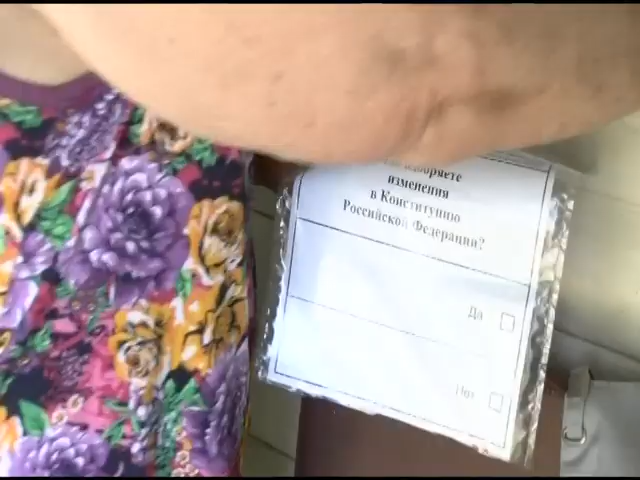 изменения
в Конституцию
Российской Федерации?
Да
Нет